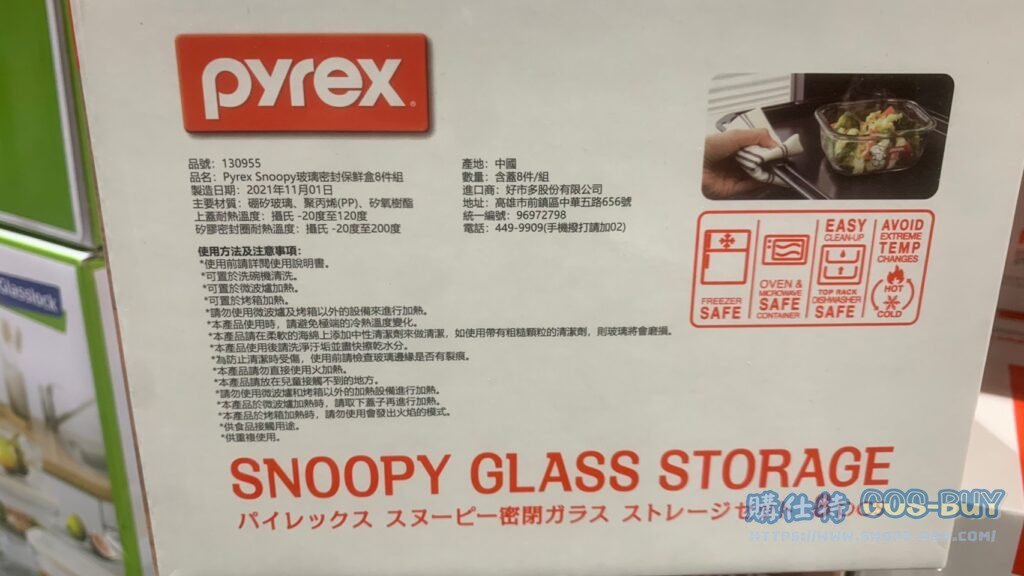 pyrex
品號：130955
品名：Pyrex Snoopy玻璃密封保鮮盒8件組
製造日期：2021年11月01日
主要材質：硼矽玻璃、聚丙烯(PP)、矽氧樹酯
上蓋耐熱溫度：攝氏 -20度至120度
矽膠密封圈耐熱溫度：攝氏 -20度至200度
產地：中國
數量：含蓋8件/組
進口商：好市多股份有限公司
地址：高雄市前鎮區中華五路656號
統一編號：96972798
電話：449-9909(手機撥打請加02)
使用方法及注意事項：
*使用前請詳閱使用說明書。
*可置於洗碗機清洗。
*可置於微波爐加熱。
*可置於烤箱加熱。
*請勿使用微波爐及烤箱以外的設備來進行加熱。
*本產品使用時，請避免極端的冷熱溫度變化。
*本產品請在柔軟的海綿上添加中性清潔劑來做清潔，如使用帶有粗糙顆粒的清潔劑，則玻璃將會磨損。
*本產品使用後請洗淨汙垢並盡快擦乾水分。
*為防止清潔時受傷，使用前請檢查玻璃邊緣是否有裂痕。
*本產品請勿直接使用火加熱。
*本產品請放在兒童接觸不到的地方。
*請勿使用微波爐和烤箱以外的加熱設備進行加熱。
*本產品於微波爐加熱時，請取下蓋子再進行加熱。
*本產品於烤箱加熱時，請勿使用會發出火焰的模式。
*供食品接觸用途。
*供重複使用。
FREEZER
SAFE
OVEN &
MICROWAVE
SAFE
CONTAINER
EASY
CLEAN-UP
TOP RACK
DISHWASHER
SAFE
AVOID
EXTREME
TEMP
CHANGES
HOT
COLD
Glasslock
SNOOPY GLASS STORAGE
パイレックス スヌーピー密閉ガラス ストレージセ
購仕特 COS-BUY